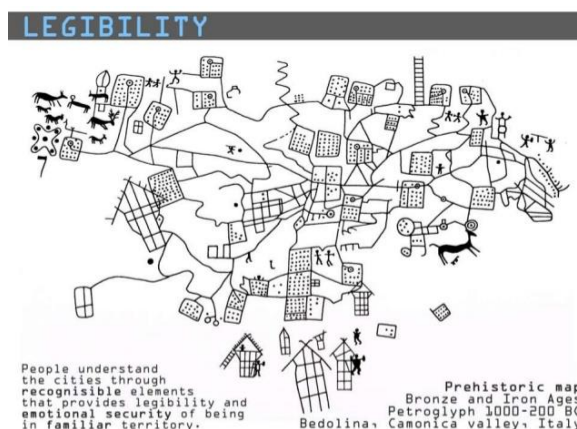 LEGIBILITY
People understand
the cities through
recognisible elements
that provides legibility and
emotional security of being
in familiar territory.
Prehistoric map
Bronze and Iron Ages
Petroglyph 1000-200 BC
Bedolina, Camonica valley, Italy